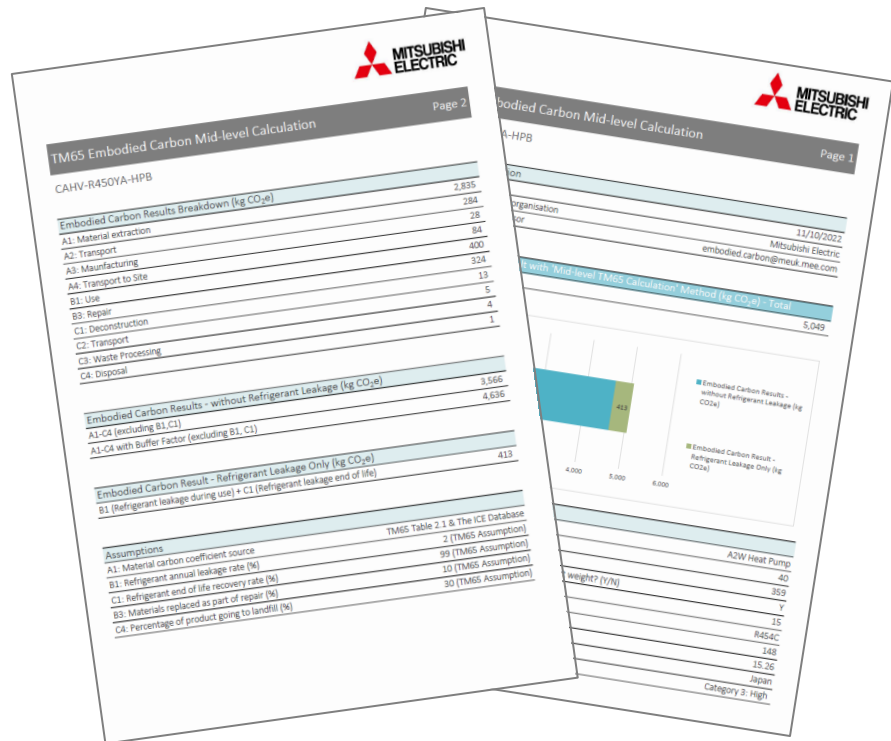 MITSUBISHI
ELECTRIC
TM65 Embodied Carbon Mid-level Calculation Page 2
CAHV-R450YA-HPB
Embodied Carbon Results Breakdown (kg CO₂e)
A1: Material extraction 2,835
A2: Transport 284
A3: Maunfacturing 28
A4: Transport to Site 84
B1: Use 400
B3: Repair 324
C1: Deconstruction 13
C2: Transport 5
C3: Waste Processing 4
C4: Disposal 1
Embodied Carbon Results - without Refrigerant Leakage (kg CO₂e)
A1-C4 (excluding B1,C1) 3,566
A1-C4 with Buffer Factor (excluding B1, C1) 4,636
Embodied Carbon Result - Refrigerant Leakage Only (kg CO₂e)
B1 (Refrigerant leakage during use) + C1 (Refrigerant leakage end of life) 413
Assumptions
A1: Material carbon coefficient source TM65 Table 2.1 & The ICE Database
B1: Refrigerant annual leakage rate (%) 2 (TM65 Assumption)
C1: Refrigerant end of life recovery rate (%) 99 (TM65 Assumption)
B3: Materials replaced as part of repair (%) 10 (TM65 Assumption)
C4: Percentage of product going to landfill (%) 30 (TM65 Assumption)
MITSUBISHI
ELECTRIC
bodied Carbon Mid-level Calculation Page 1
A-HPB
on
11/10/2022
organisation Mitsubishi Electric
sor embodied.carbon@meuk.mee.com
ult with 'Mid-level TM65 Calculation' Method (kg CO₂e) - Total
5,049
413
4,000 5,000 6,000
Embodied Carbon Results -
without Refrigerant Leakage (kg
CO2e)
Embodied Carbon Result -
Refrigerant Leakage Only (kg
CO2e)
A2W Heat Pump
40
359
weight? (Y/N) Y
15
R454C
148
15.26
Japan
Category 3: High